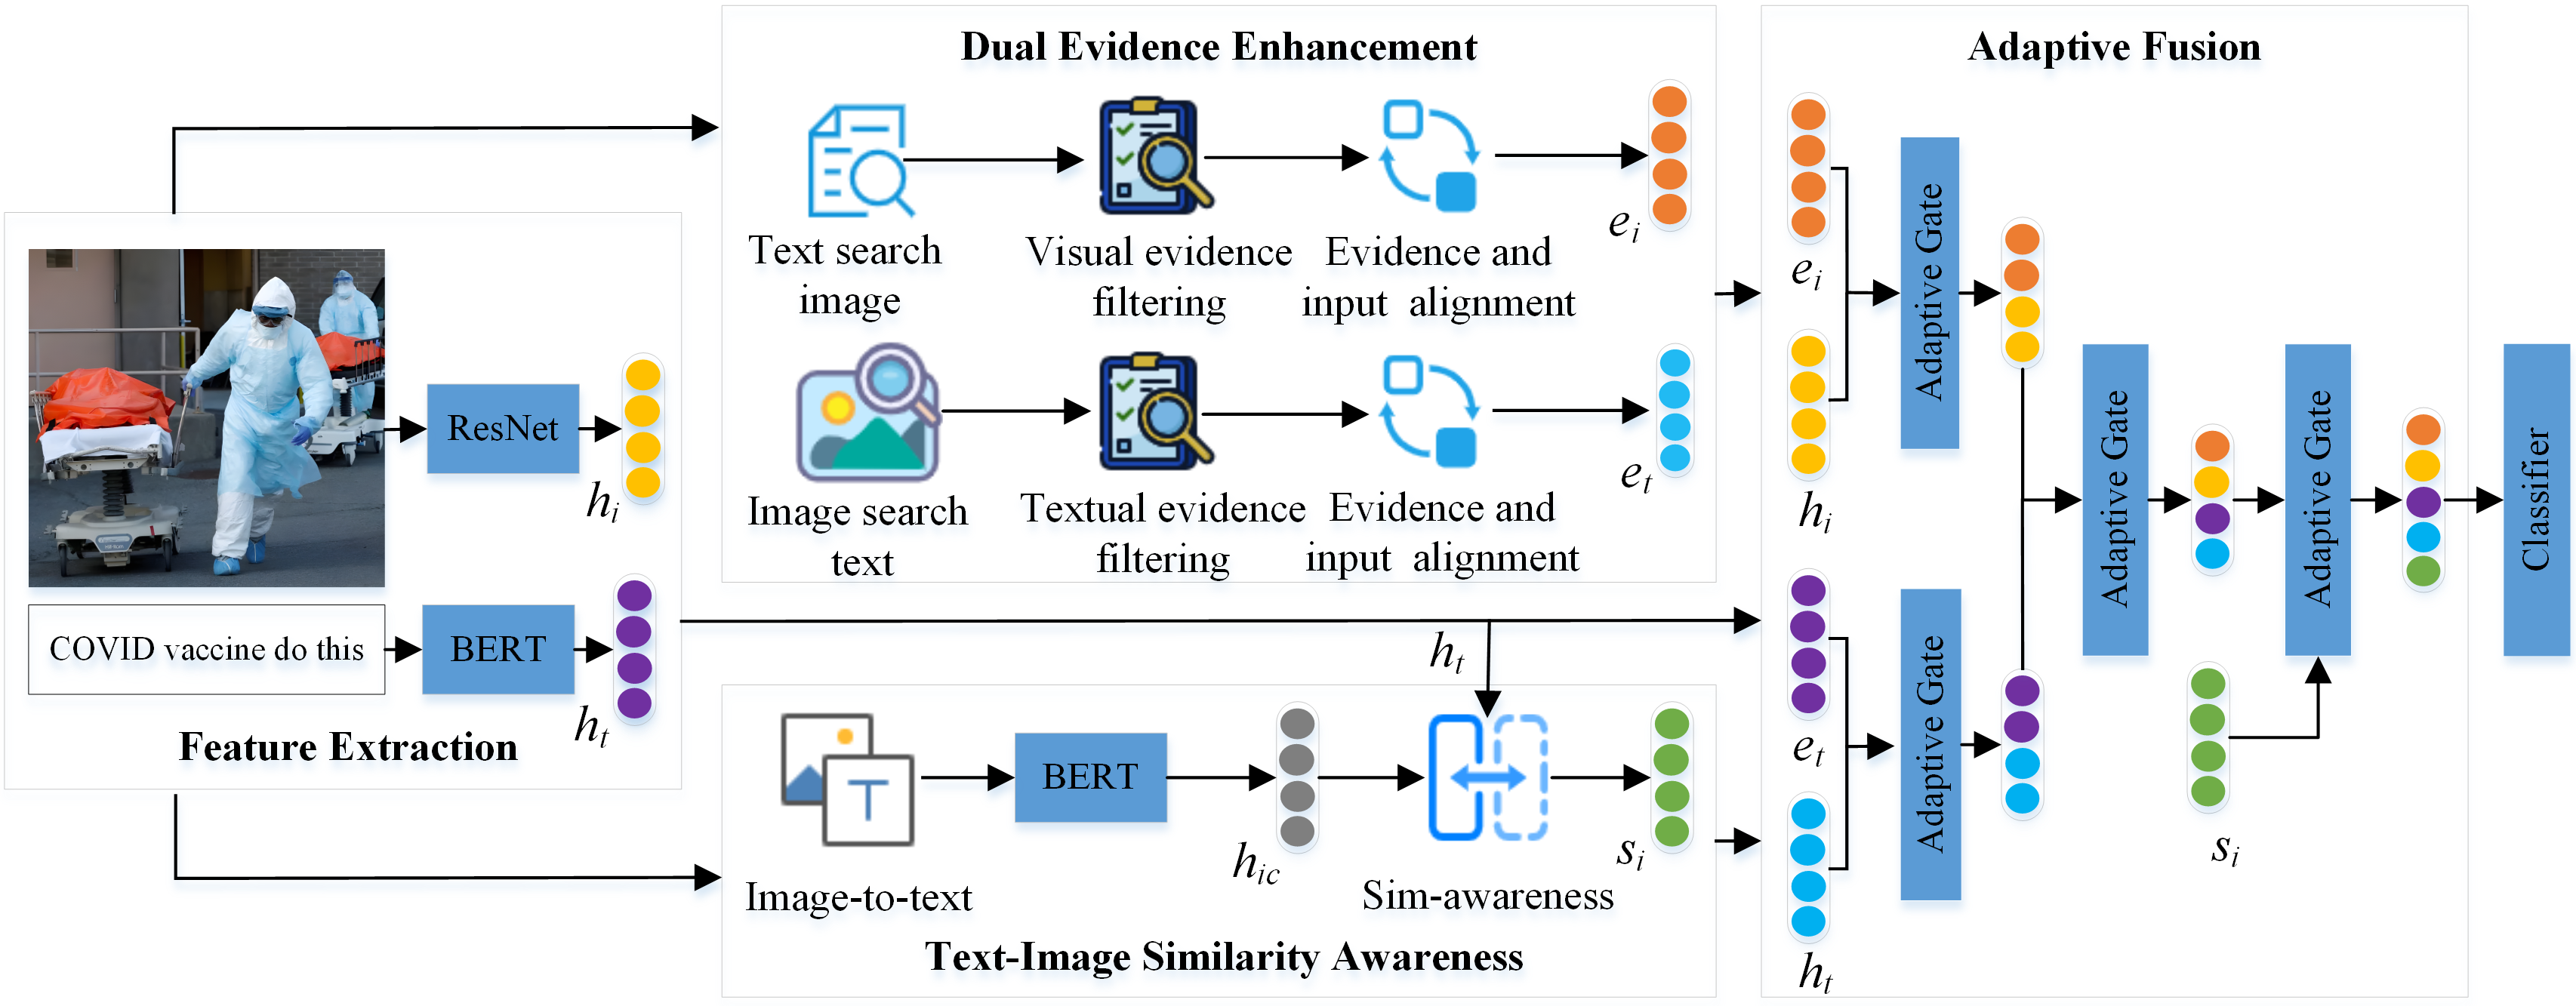 Dual Evidence Enhancement
Text search
image
Visual evidence
filtering
Evidence and
input alignment
e_i
Image search
text
Textual evidence
filtering
Evidence and
input alignment
e_t
ResNet
h_i
COVID vaccine do this
BERT
h_t
Feature Extraction
h_t
Image-to-text
BERT
h_ic
Sim-awareness
s_i
Text-Image Similarity Awareness
Adaptive Fusion
e_i
h_i
Adaptive Gate
e_t
h_t
Adaptive Gate
Adaptive Gate
s_i
Adaptive Gate
Classifier